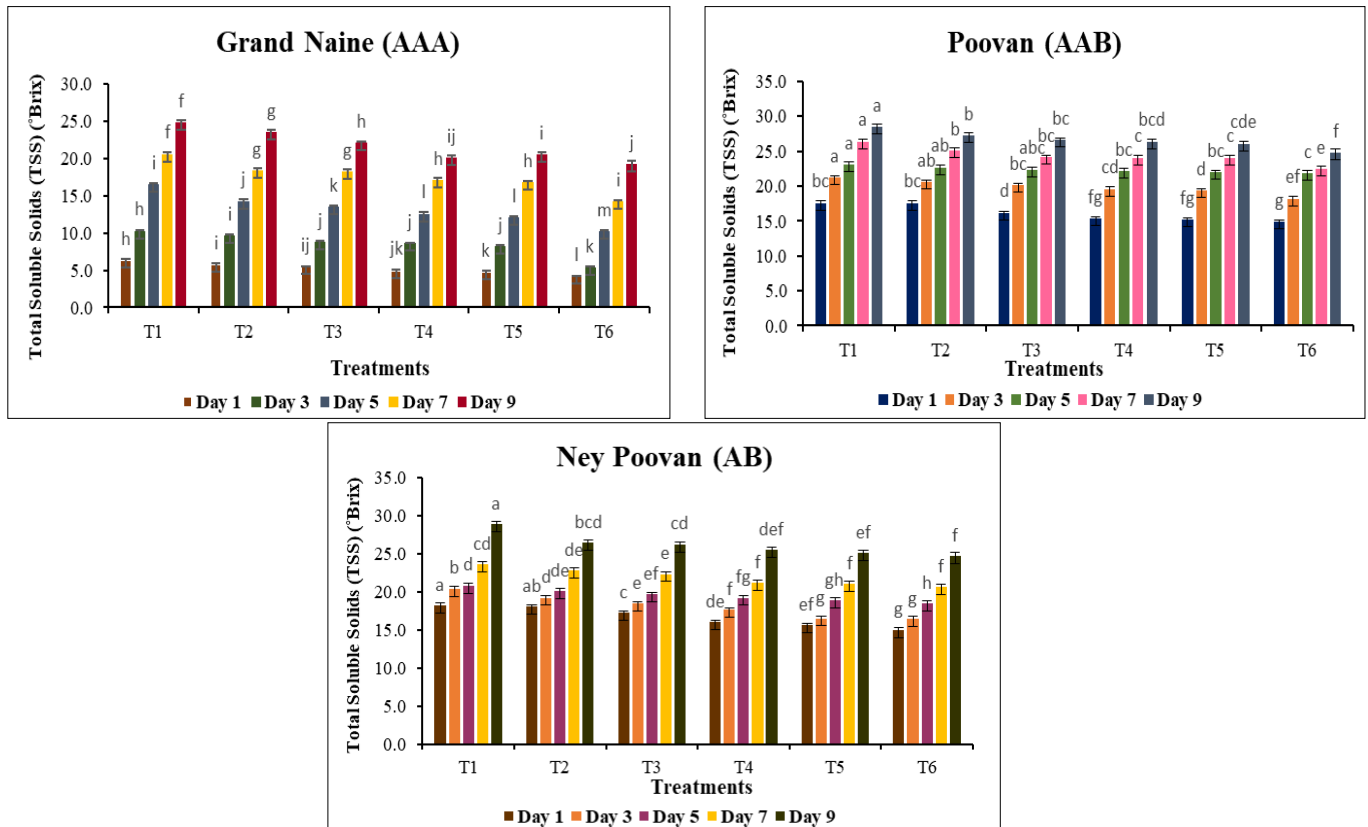 Grand Naine (AAA)
Total Soluble Solids (TSS) (˚Brix)
30.0
25.0
20.0
15.0
10.0
5.0
0.0
h h i f f
i i j g g
ij j k g h
jk j l h ij
k j l h i
l k m i j
T1 T2 T3 T4 T5 T6
Treatments
Day 1 Day 3 Day 5 Day 7 Day 9
Poovan (AAB)
Total Soluble Solids (TSS) (˚Brix)
35.0
30.0
25.0
20.0
15.0
10.0
5.0
0.0
bc a a a a
bc ab ab b b
d bc abc bc bc
fg cd bc c bcd
fg d bc c cde
g ef c e f
T1 T2 T3 T4 T5 T6
Treatments
Day 1 Day 3 Day 5 Day 7 Day 9
Ney Poovan (AB)
Total Soluble Solids (TSS) (˚Brix)
35.0
30.0
25.0
20.0
15.0
10.0
5.0
0.0
a b d cd a
ab d de de bcd
c e ef e cd
de f fg f def
ef g gh f ef
g g h f f
T1 T2 T3 T4 T5 T6
Treatments
Day 1 Day 3 Day 5 Day 7 Day 9